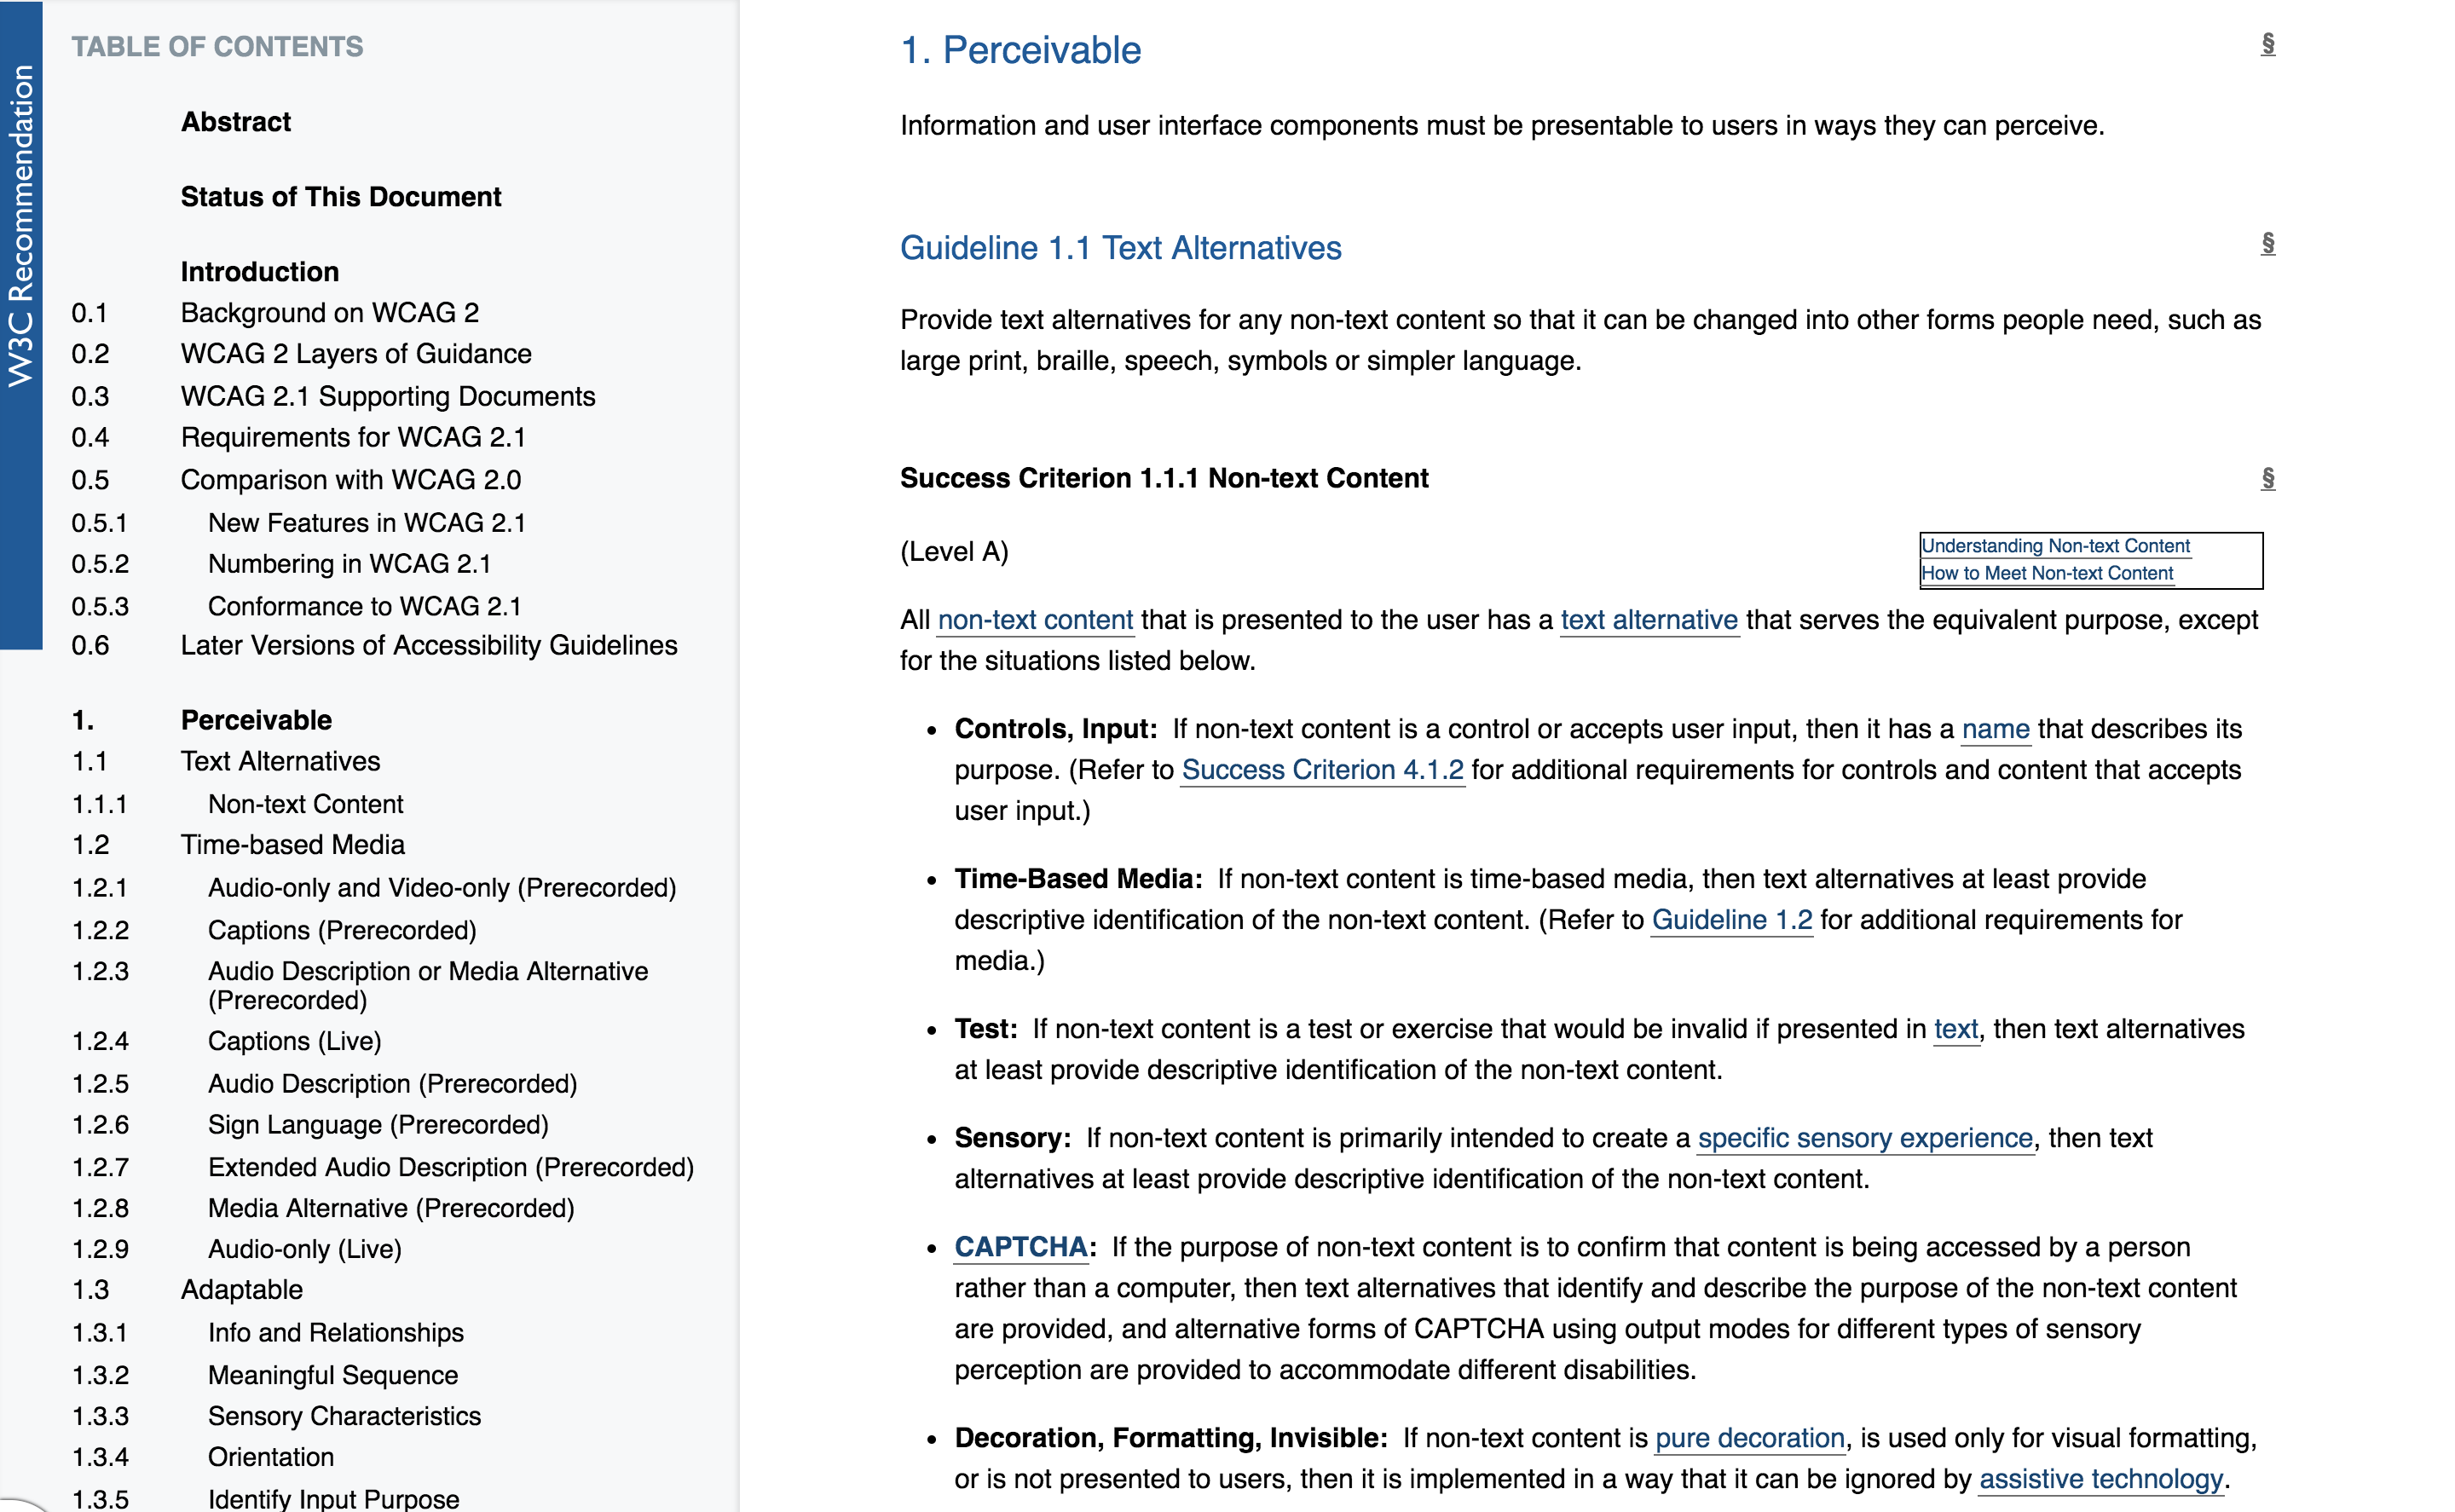 W3C Recommendation
TABLE OF CONTENTS
Abstract
Status of This Document
Introduction
0.1 Background on WCAG 2
0.2 WCAG 2 Layers of Guidance
0.3 WCAG 2.1 Supporting Documents
0.4 Requirements for WCAG 2.1
0.5 Comparison with WCAG 2.0
0.5.1 New Features in WCAG 2.1
0.5.2 Numbering in WCAG 2.1
0.5.3 Conformance to WCAG 2.1
0.6 Later Versions of Accessibility Guidelines
1. Perceivable
1.1 Text Alternatives
1.1.1 Non-text Content
1.2 Time-based Media
1.2.1 Audio-only and Video-only (Prerecorded)
1.2.2 Captions (Prerecorded)
1.2.3 Audio Description or Media Alternative
(Prerecorded)
1.2.4 Captions (Live)
1.2.5 Audio Description (Prerecorded)
1.2.6 Sign Language (Prerecorded)
1.2.7 Extended Audio Description (Prerecorded)
1.2.8 Media Alternative (Prerecorded)
1.2.9 Audio-only (Live)
1.3 Adaptable
1.3.1 Info and Relationships
1.3.2 Meaningful Sequence
1.3.3 Sensory Characteristics
1.3.4 Orientation
1.3.5 Identify Input Purpose
1. Perceivable §
Information and user interface components must be presentable to users in ways they can perceive.
Guideline 1.1 Text Alternatives §
Provide text alternatives for any non-text content so that it can be changed into other forms people need, such as
large print, braille, speech, symbols or simpler language.
Success Criterion 1.1.1 Non-text Content §
(Level A)
Understanding Non-text Content
How to Meet Non-text Content
All non-text content that is presented to the user has a text alternative that serves the equivalent purpose, except
for the situations listed below.
• Controls, Input: If non-text content is a control or accepts user input, then it has a name that describes its
purpose. (Refer to Success Criterion 4.1.2 for additional requirements for controls and content that accepts
user input.)
• Time-Based Media: If non-text content is time-based media, then text alternatives at least provide
descriptive identification of the non-text content. (Refer to Guideline 1.2 for additional requirements for
media.)
• Test: If non-text content is a test or exercise that would be invalid if presented in text, then text alternatives
at least provide descriptive identification of the non-text content.
• Sensory: If non-text content is primarily intended to create a specific sensory experience, then text
alternatives at least provide descriptive identification of the non-text content.
• CAPTCHA: If the purpose of non-text content is to confirm that content is being accessed by a person
rather than a computer, then text alternatives that identify and describe the purpose of the non-text content
are provided, and alternative forms of CAPTCHA using output modes for different types of sensory
perception are provided to accommodate different disabilities.
• Decoration, Formatting, Invisible: If non-text content is pure decoration, is used only for visual formatting,
or is not presented to users, then it is implemented in a way that it can be ignored by assistive technology.